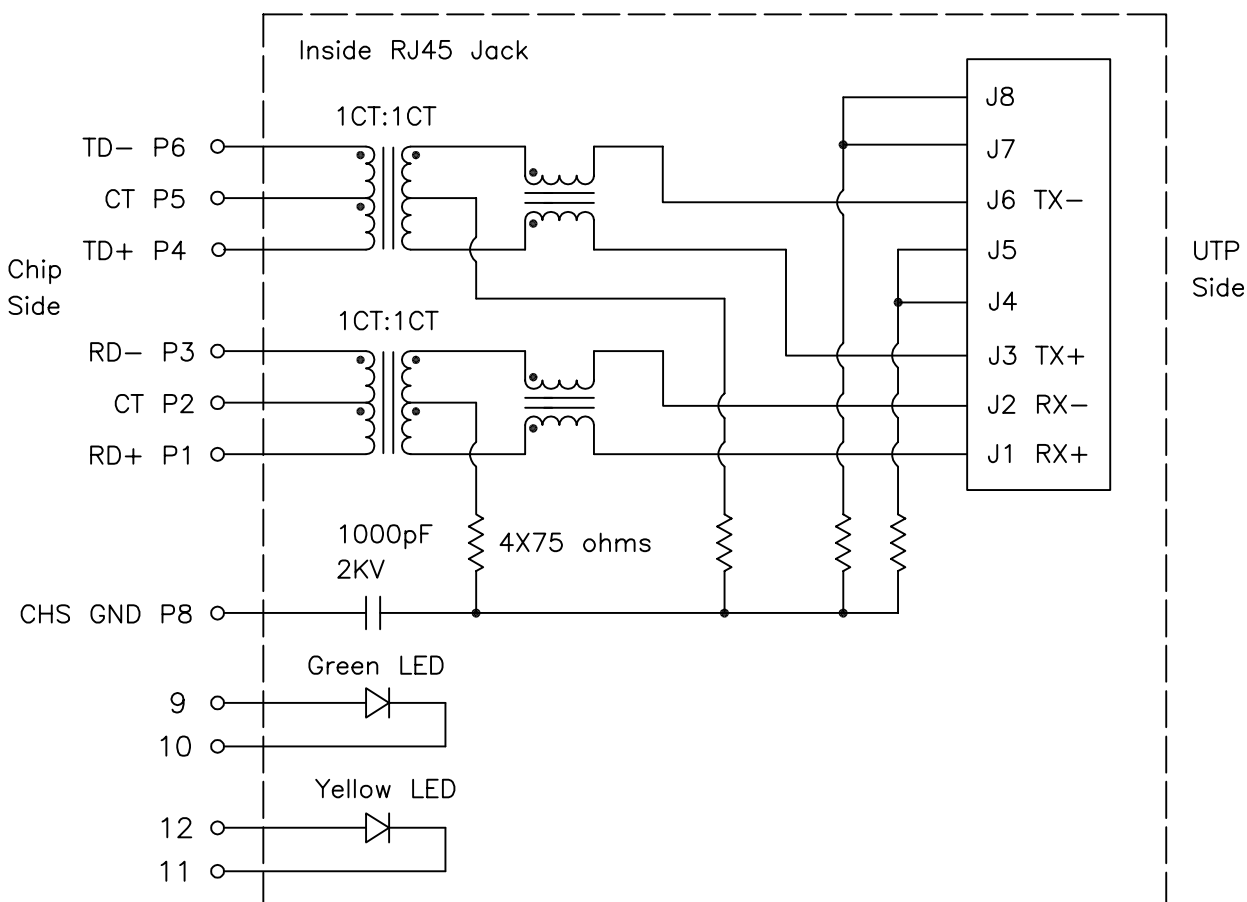 Inside RJ45 Jack
1CT:1CT
TD- P6
CT P5
TD+ P4
Chip
Side
1CT:1CT
RD- P3
CT P2
RD+ P1
J8
J7
J6 TX-
J5
J4
J3 TX+
J2 RX-
J1 RX+
UTP
Side
1000pF
2KV
4X75 ohms
CHS GND P8
Green LED
9
10
Yellow LED
12
11